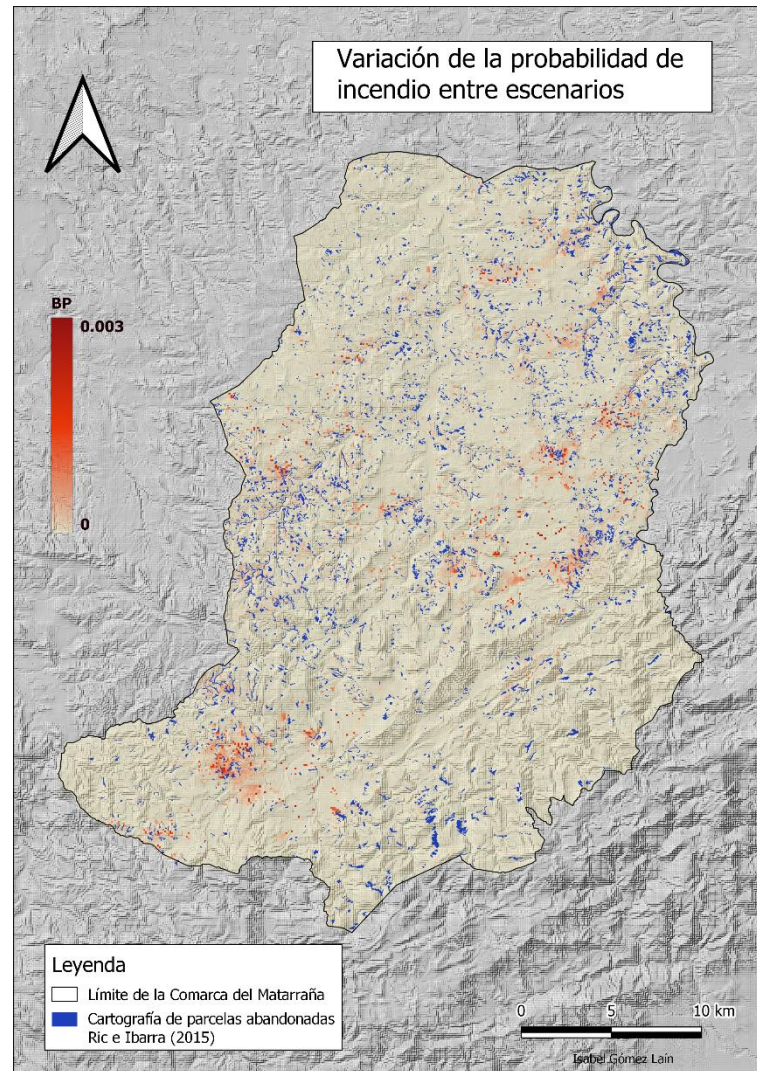 Variación de la probabilidad de
incendio entre escenarios
BP
0.003
0
Leyenda
Límite de la Comarca del Matarraña
Cartografía de parcelas abandonadas
Ric e Ibarra (2015)
0 5 10 km
Isabel Gómez Laín